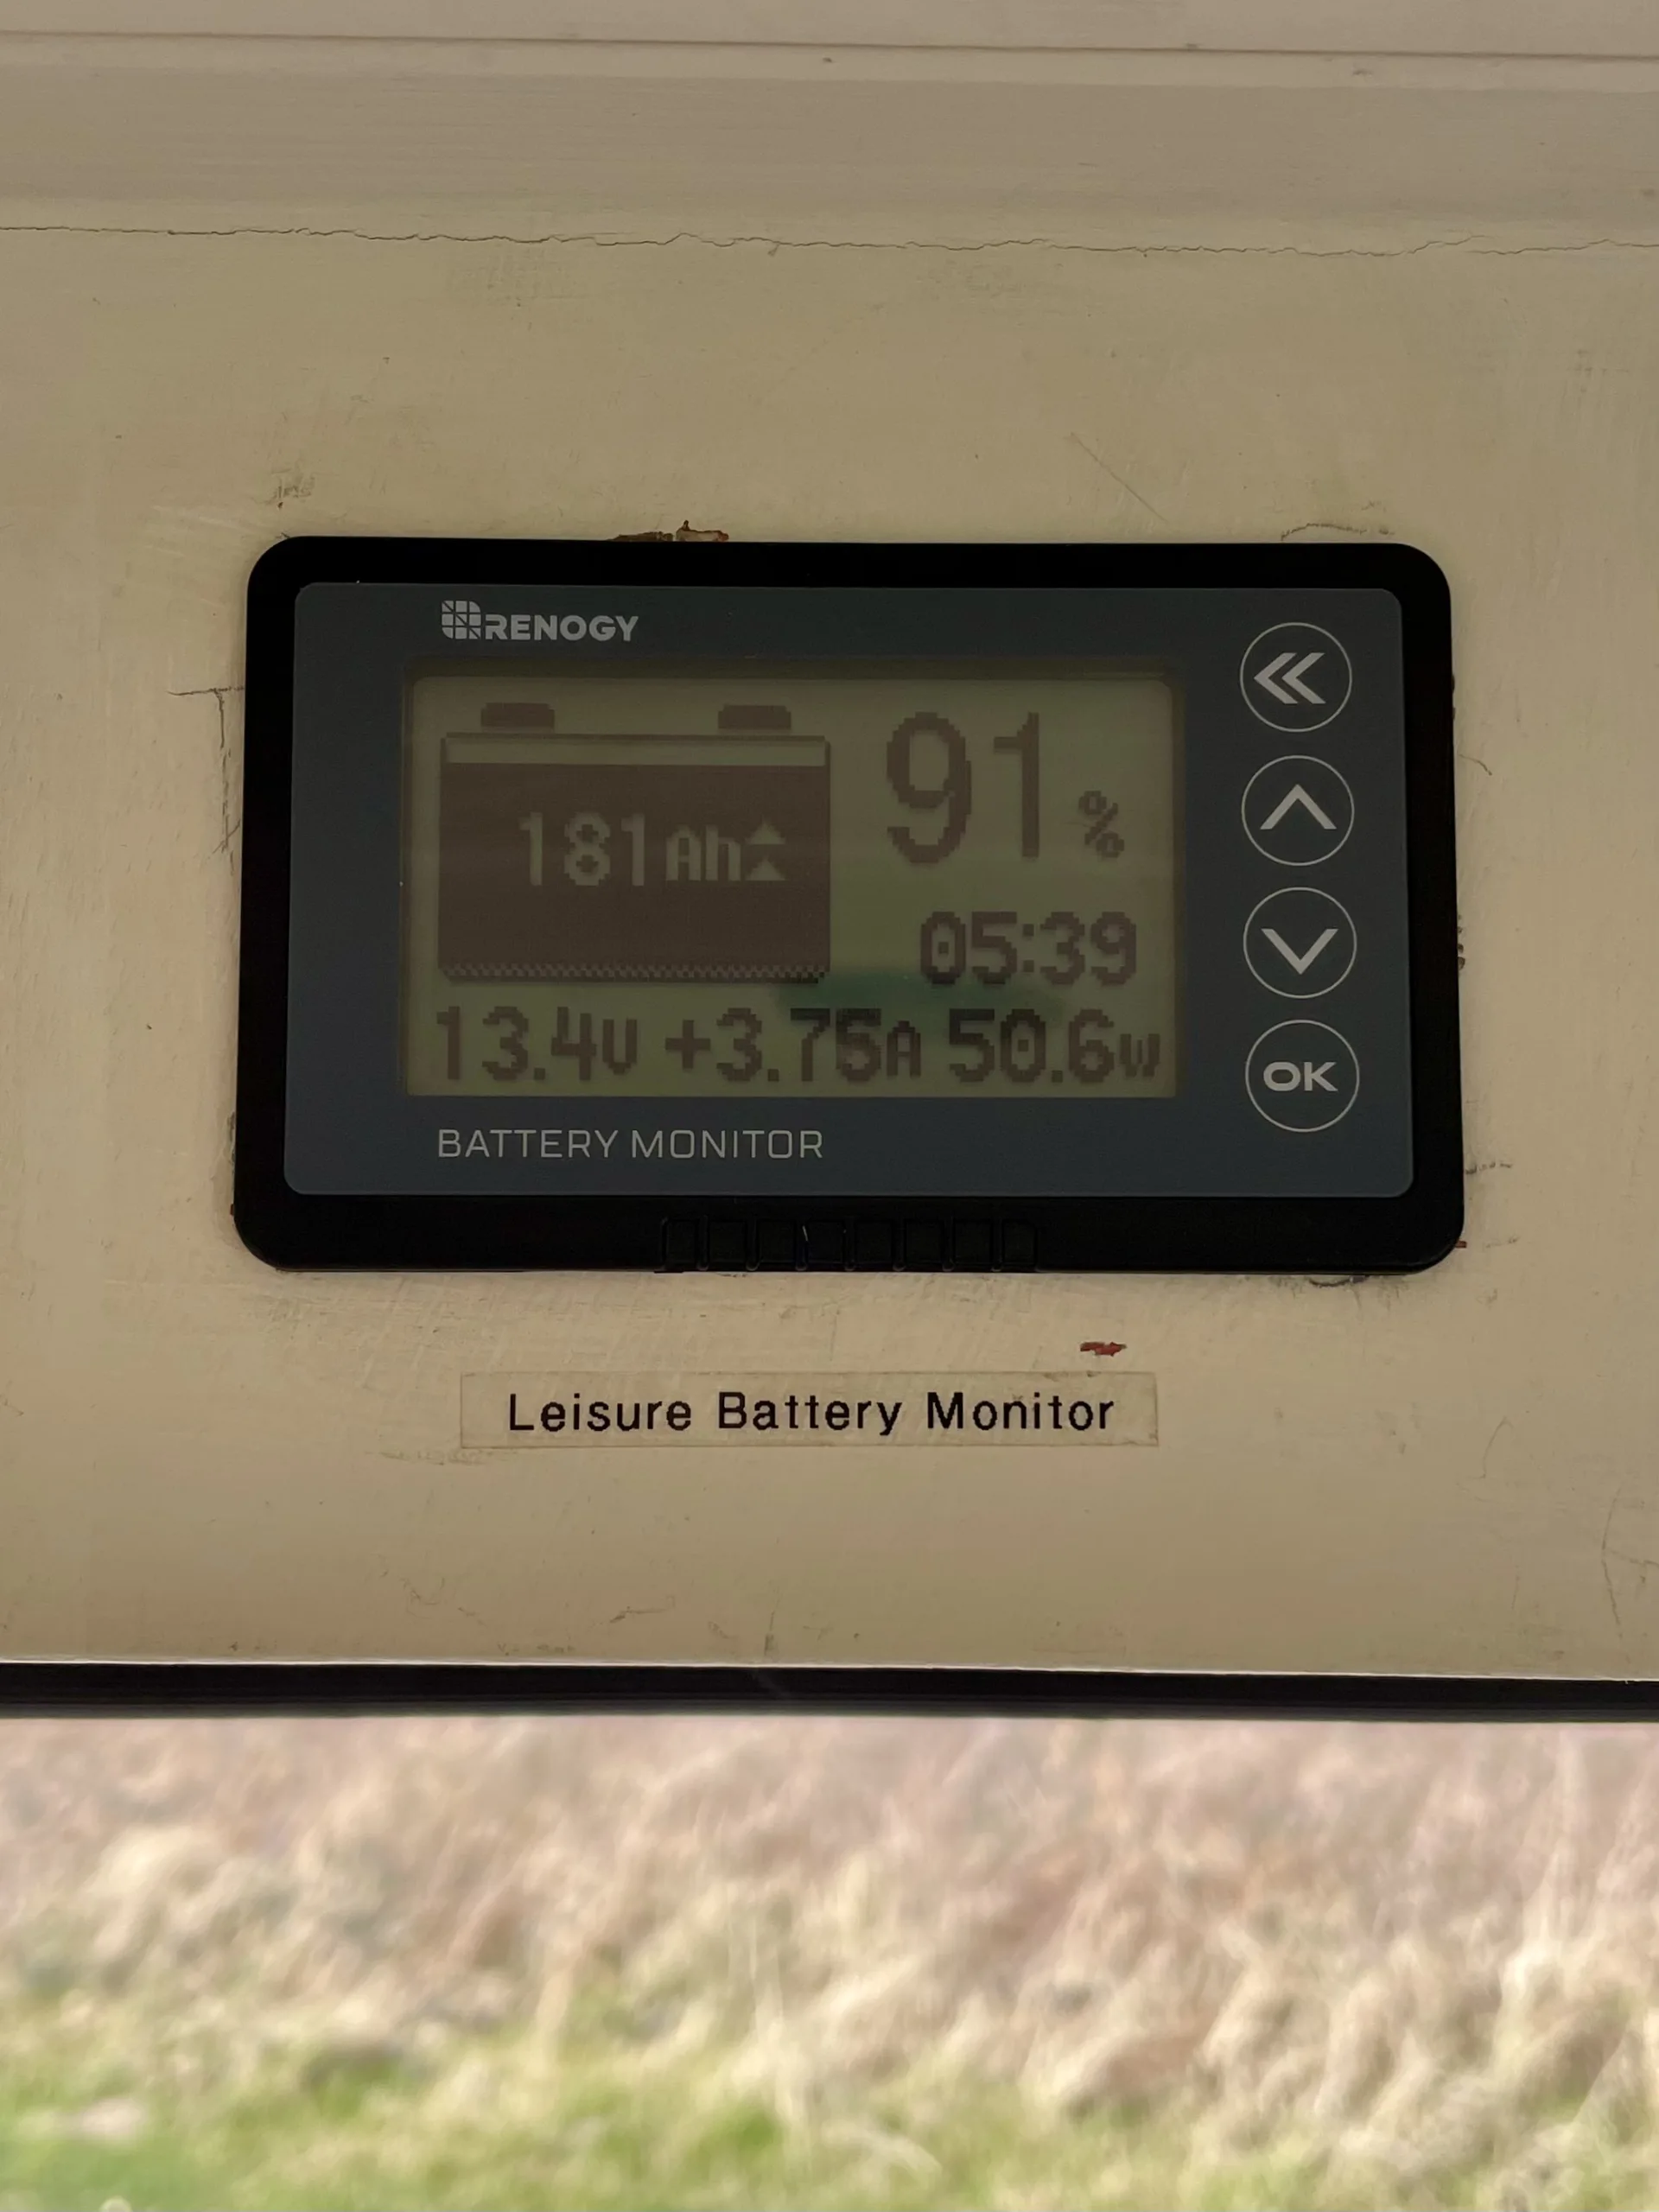 RENOGY
181Ah
91%
05:39
13.4V +3.75A 50.6W
OK
BATTERY MONITOR
Leisure Battery Monitor